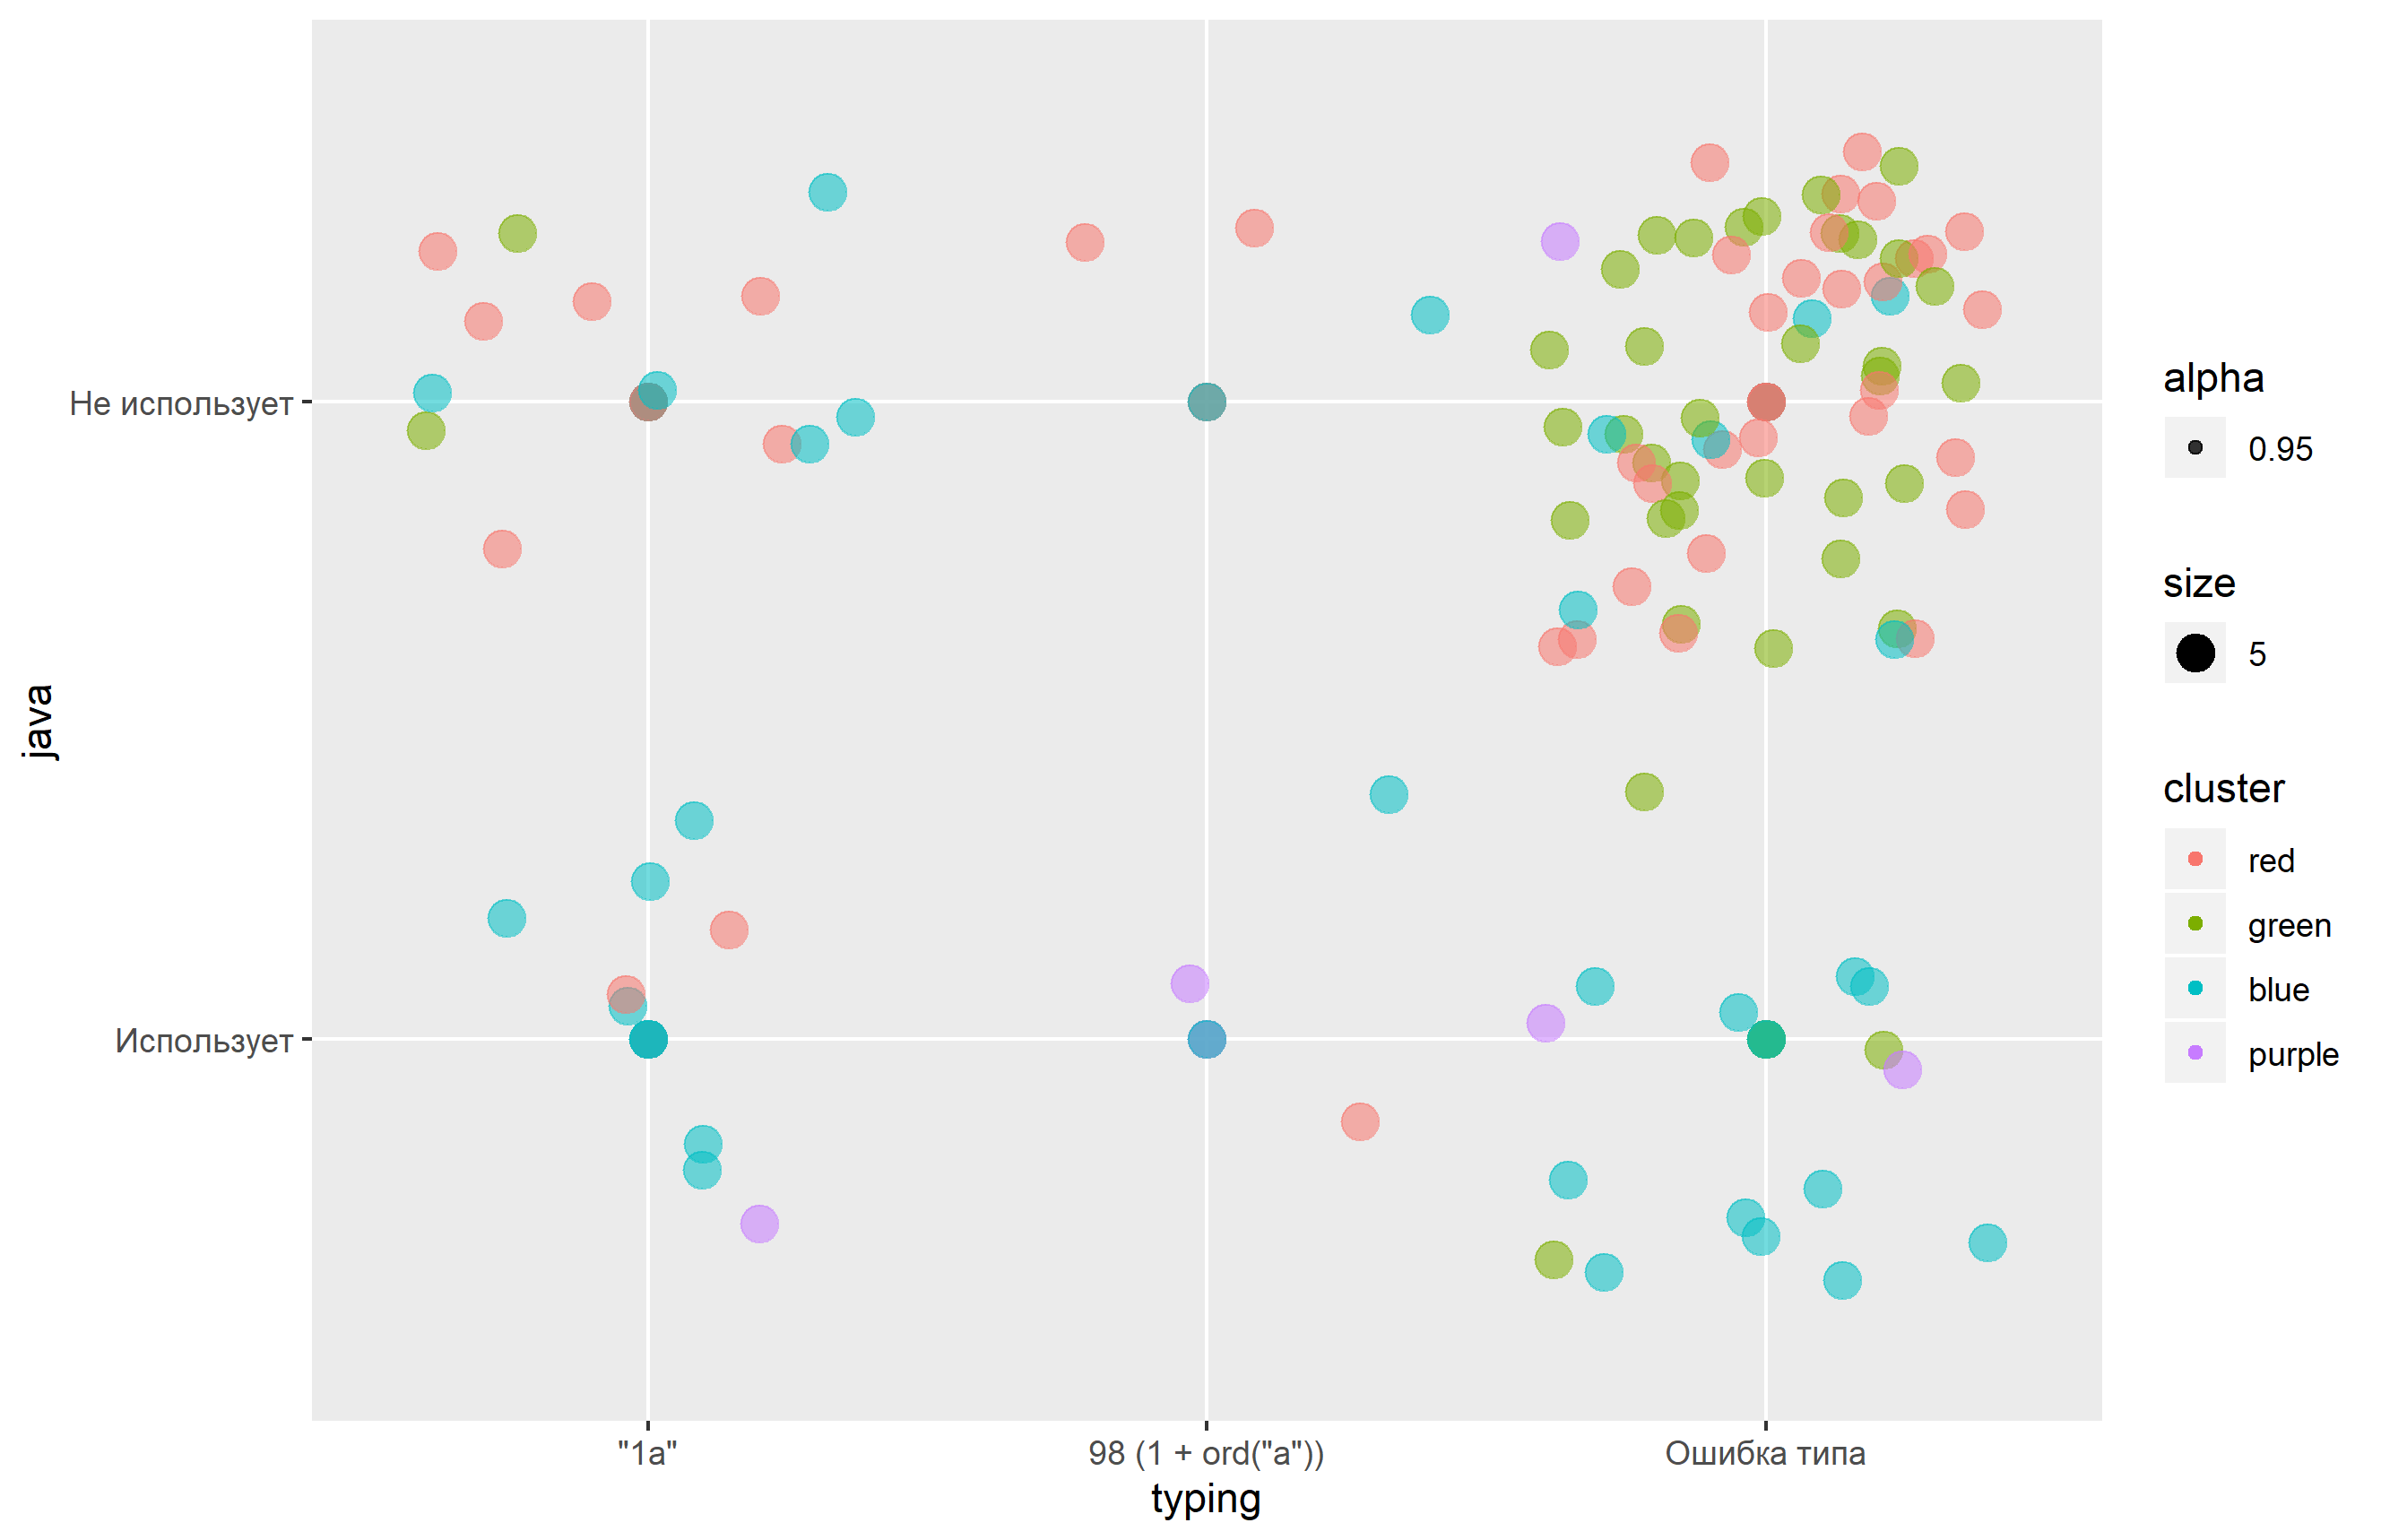 java
Не использует
Использует
"1a"
98 (1 + ord("a"))
Ошибка типа
typing
alpha
0.95
size
5
cluster
red
green
blue
purple